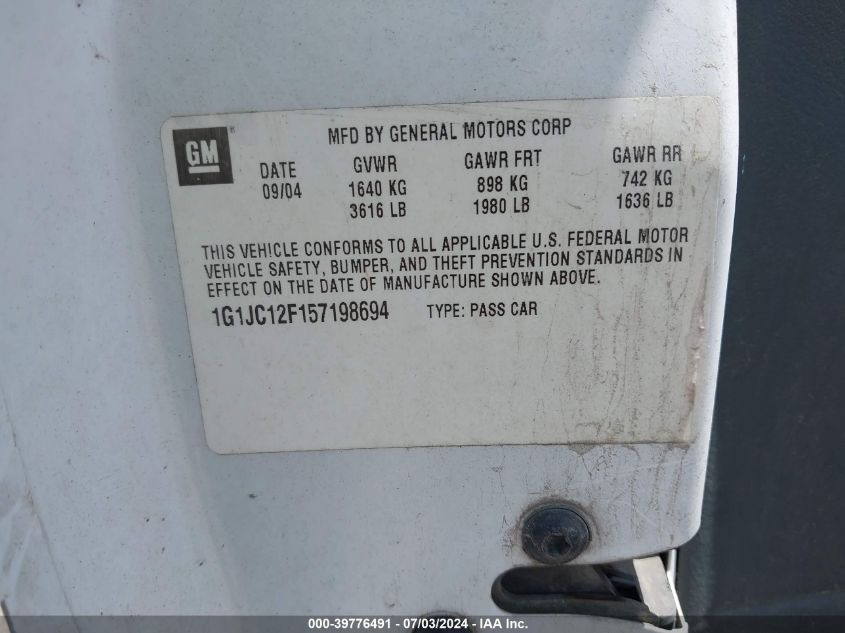 GM ®
MFD BY GENERAL MOTORS CORP
DATE GVWR GAWR FRT GAWR RR
09/04 1640 KG 898 KG 742 KG
3616 LB 1980 LB 1636 LB
THIS VEHICLE CONFORMS TO ALL APPLICABLE U.S. FEDERAL MOTOR
VEHICLE SAFETY, BUMPER, AND THEFT PREVENTION STANDARDS IN
EFFECT ON THE DATE OF MANUFACTURE SHOWN ABOVE.
1G1JC12F157198694 TYPE: PASS CAR
000-39776491 - 07/03/2024 - IAA Inc.